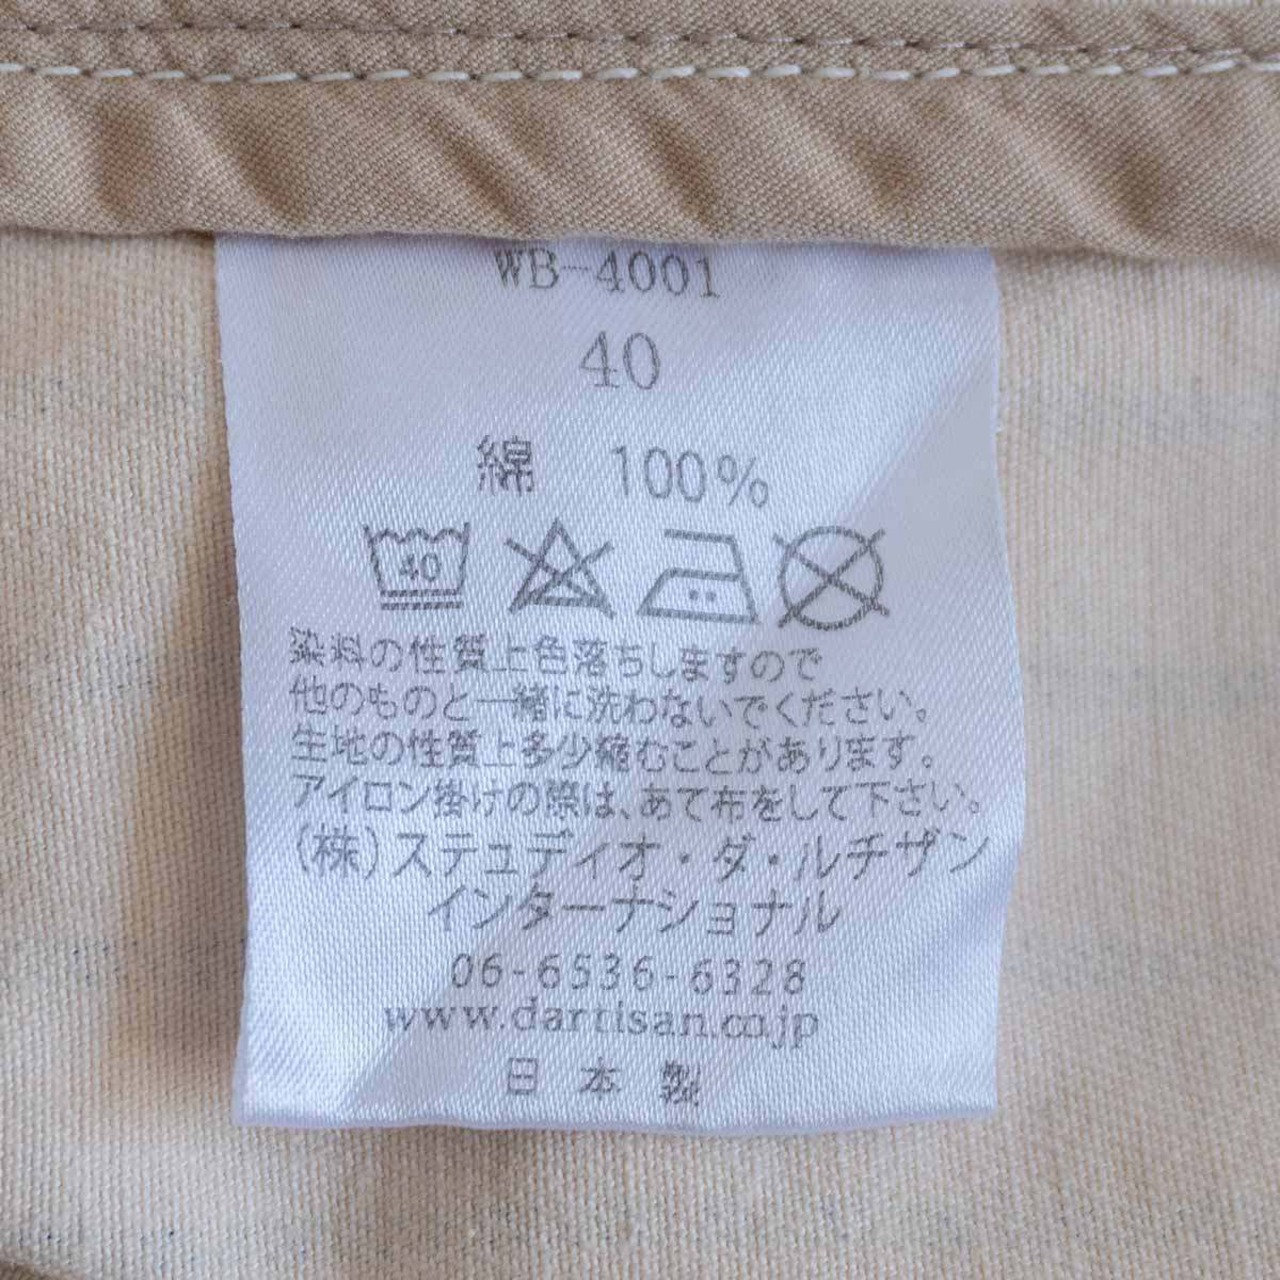 WB-4001
40
綿 100%
40
染料の性質上色落ちしますので
他のものと一緒に洗わないでください。
生地の性質上多少縮むことがあります。
アイロン掛けの際は、あて布をして下さい。
(株)ステュディオ・ダ・ルチザン
インターナショナル
06-6536-6328
www.dartisan.co.jp
日本製